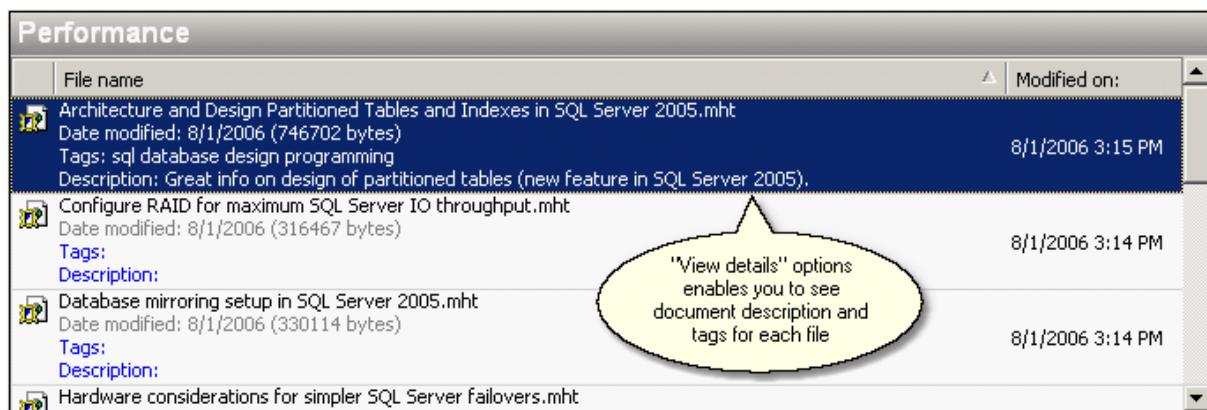 Performance
File name
Modified on:
Architecture and Design Partitioned Tables and Indexes in SQL Server 2005.mht
Date modified: 8/1/2006 (746702 bytes)
Tags: sql database design programming
Description: Great info on design of partitioned tables (new feature in SQL Server 2005).
8/1/2006 3:15 PM
Configure RAID for maximum SQL Server IO throughput.mht
Date modified: 8/1/2006 (316467 bytes)
Tags:
Description:
8/1/2006 3:14 PM
"View details" options
enables you to see
document description and
tags for each file
Database mirroring setup in SQL Server 2005.mht
Date modified: 8/1/2006 (330114 bytes)
Tags:
Description:
8/1/2006 3:14 PM
Hardware considerations for simpler SQL Server failovers.mht